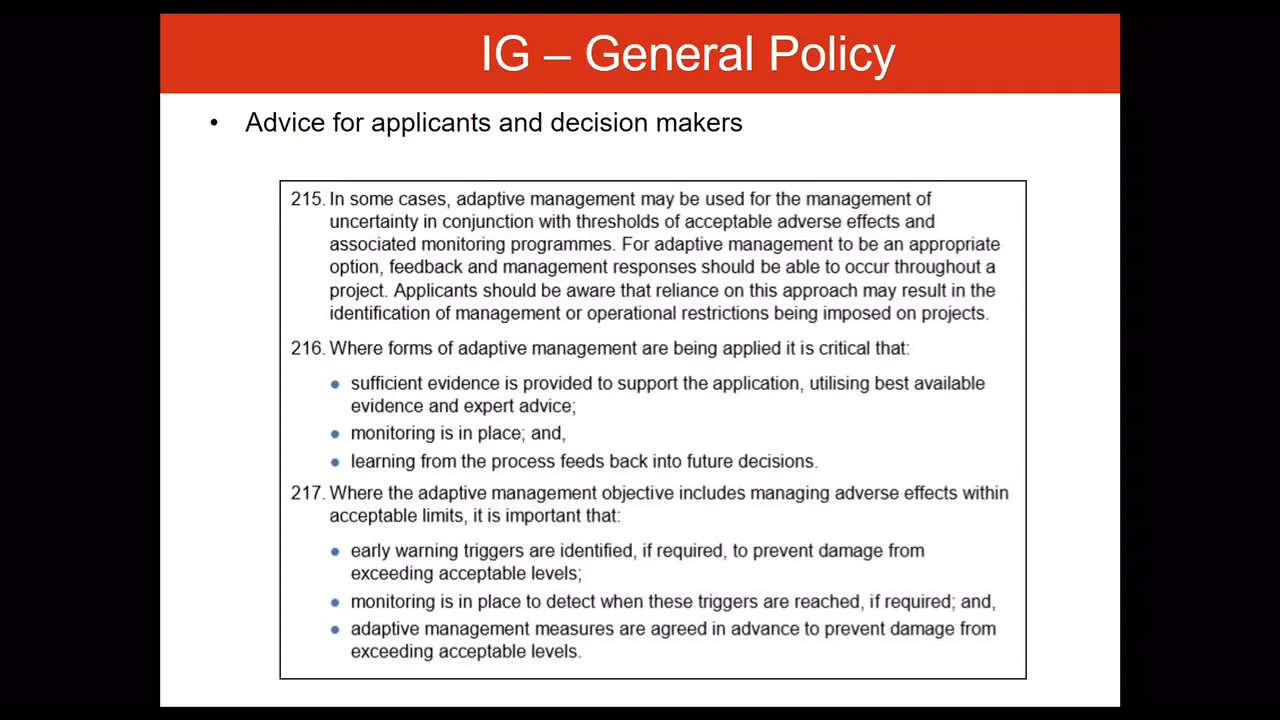 IG – General Policy
• Advice for applicants and decision makers
215. In some cases, adaptive management may be used for the management of
uncertainty in conjunction with thresholds of acceptable adverse effects and
associated monitoring programmes. For adaptive management to be an appropriate
option, feedback and management responses should be able to occur throughout a
project. Applicants should be aware that reliance on this approach may result in the
identification of management or operational restrictions being imposed on projects.
216. Where forms of adaptive management are being applied it is critical that:
• sufficient evidence is provided to support the application, utilising best available
evidence and expert advice;
• monitoring is in place; and,
• learning from the process feeds back into future decisions.
217. Where the adaptive management objective includes managing adverse effects within
acceptable limits, it is important that:
• early warning triggers are identified, if required, to prevent damage from
exceeding acceptable levels;
• monitoring is in place to detect when these triggers are reached, if required; and,
• adaptive management measures are agreed in advance to prevent damage from
exceeding acceptable levels.